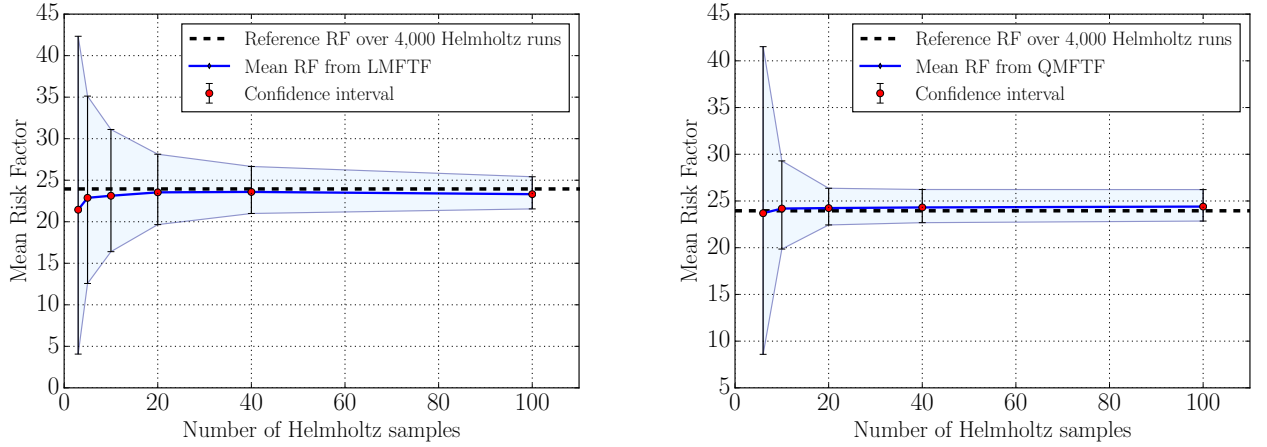 45
40
35
30
25
20
15
10
5
0
Mean Risk Factor
Reference RF over 4,000 Helmholtz runs
Mean RF from LMFTF
Confidence interval
0 20 40 60 80 100
Number of Helmholtz samples
45
40
35
30
25
20
15
10
5
Mean Risk Factor
Reference RF over 4,000 Helmholtz runs
Mean RF from QMFTF
Confidence interval
0 20 40 60 80 100
Number of Helmholtz samples